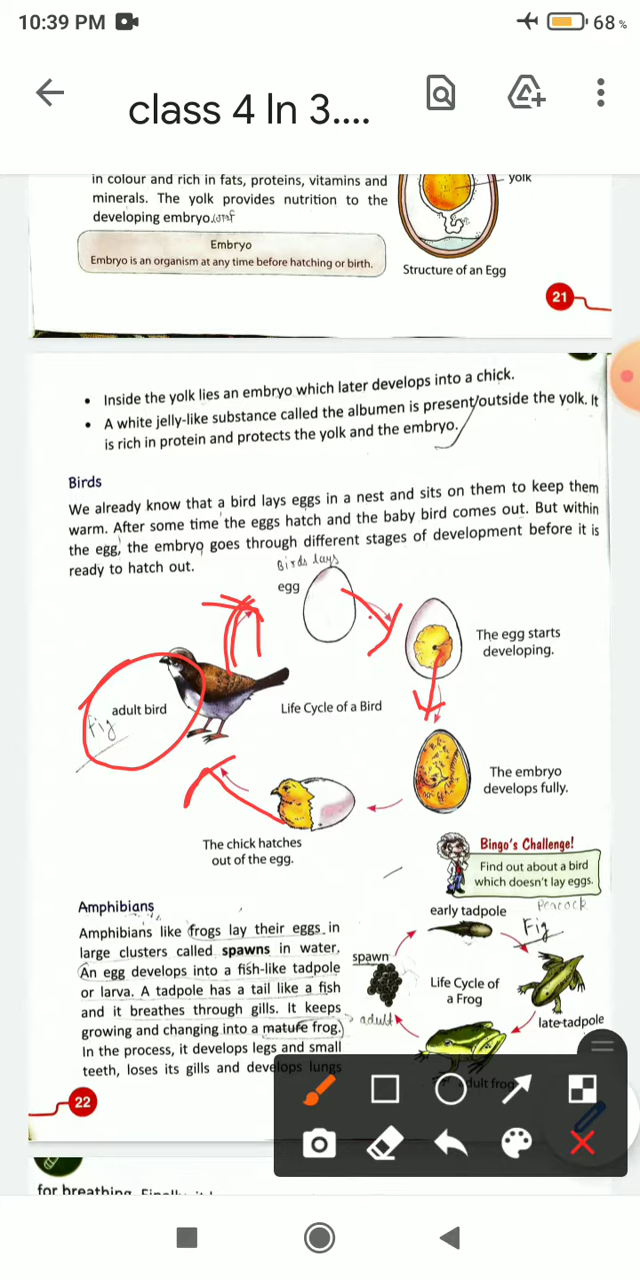 10:39 PM
68%
class 4 ln 3....
in colour and rich in fats, proteins, vitamins and
minerals. The yolk provides nutrition to the
developing embryo.
yolk
Embryo
Embryo is an organism at any time before hatching or birth.
Structure of an Egg
21
• Inside the yolk lies an embryo which later develops into a chick.
• A white jelly-like substance called the albumen is present outside the yolk. It
is rich in protein and protects the yolk and the embryo.
Birds
We already know that a bird lays eggs in a nest and sits on them to keep them
warm. After some time the eggs hatch and the baby bird comes out. But within
the egg, the embryo goes through different stages of development before it is
ready to hatch out.
Birds lays
egg
The egg starts
developing.
adult bird
Fig
Life Cycle of a Bird
The embryo
develops fully.
The chick hatches
out of the egg.
Bingo's Challenge!
Find out about a bird
which doesn't lay eggs.
Peacock
Amphibians
Amphibians like frogs lay their eggs in
large clusters called spawns in water.
An egg develops into a fish-like tadpole
or larva. A tadpole has a tail like a fish
and it breathes through gills. It keeps
growing and changing into a mature frog.
In the process, it develops legs and small
teeth, loses its gills and develops lungs
early tadpole
Fig
spawn
Life Cycle of
a Frog
late tadpole
adult
adult frog
22